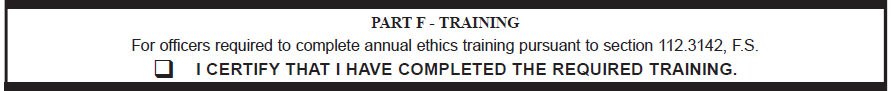 PART F - TRAINING
For officers required to complete annual ethics training pursuant to section 112.3142, F.S.
❑ I CERTIFY THAT I HAVE COMPLETED THE REQUIRED TRAINING.